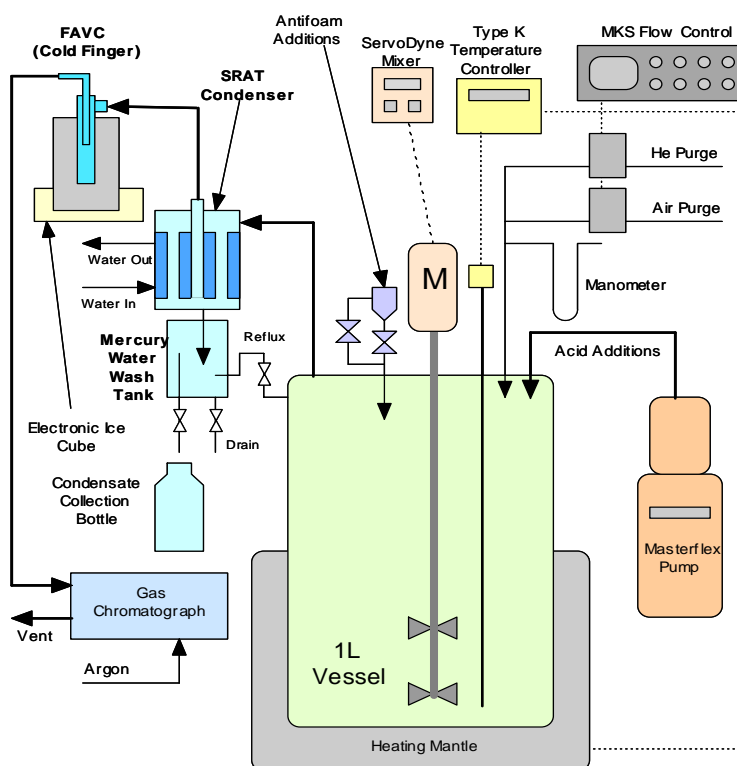 FAVC
(Cold Finger)
SRAT
Condenser
Antifoam
Additions
ServoDyne
Mixer
Type K
Temperature
Controller
MKS Flow Control
He Purge
Air Purge
Manometer
Water Out
Water In
M
Mercury
Water
Wash
Tank
Reflux
Acid Additions
Electronic Ice
Cube
Drain
Condensate
Collection
Bottle
Masterflex
Pump
Gas
Chromatograph
Vent
Argon
1L
Vessel
Heating Mantle